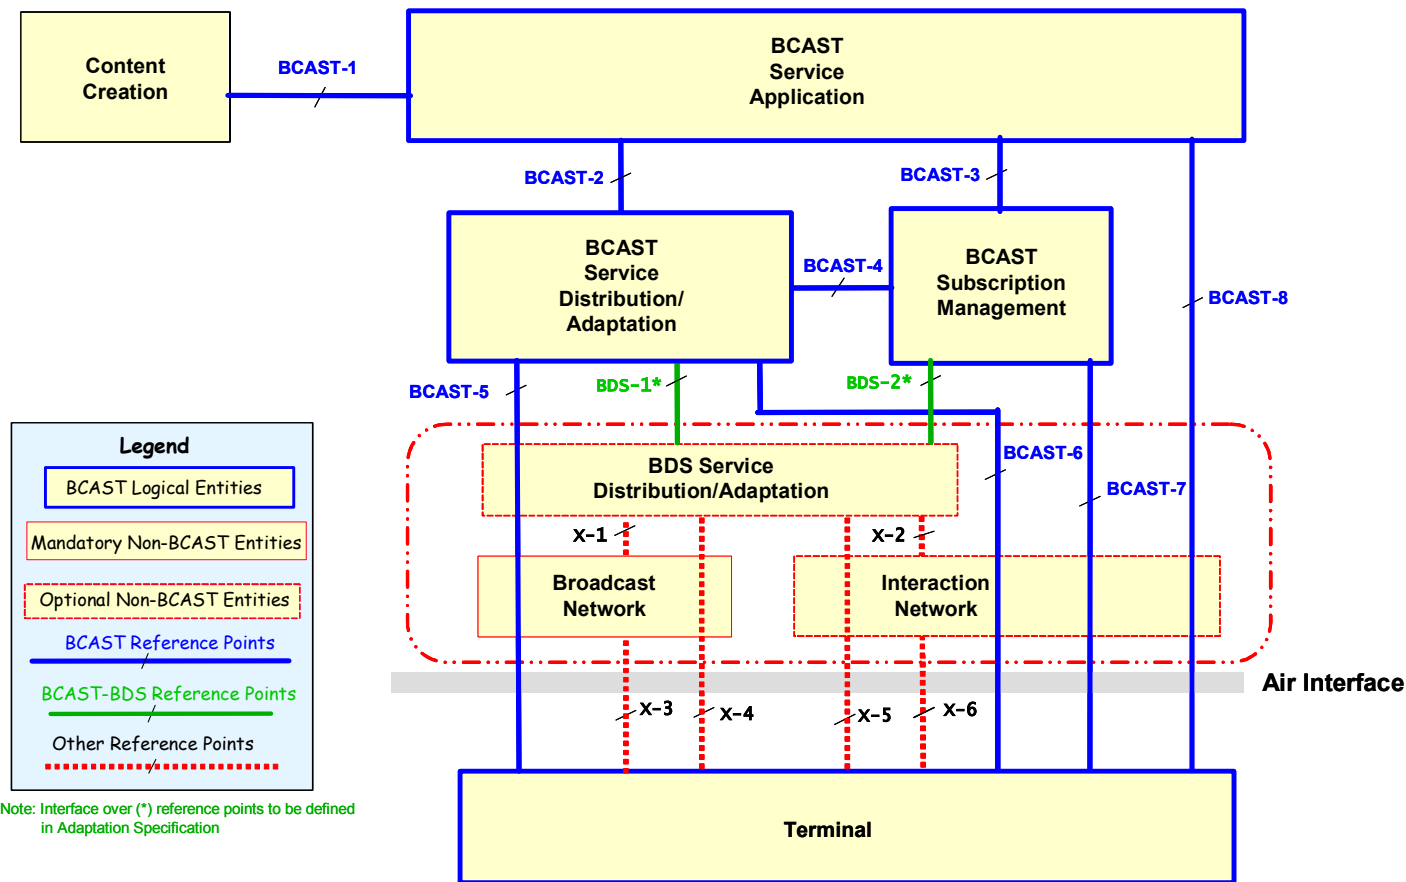 Content
Creation
BCAST-1
BCAST
Service
Application
BCAST-2
BCAST-3
BCAST
Service
Distribution/
Adaptation
BCAST-4
BCAST
Subscription
Management
BCAST-8
BCAST-5
BDS-1*
BDS-2*
BCAST-6
BCAST-7
BDS Service
Distribution/Adaptation
X-1
X-2
Broadcast
Network
Interaction
Network
Air Interface
X-3
X-4
X-5
X-6
Terminal
Legend
BCAST Logical Entities
Mandatory Non-BCAST Entities
Optional Non-BCAST Entities
BCAST Reference Points
BCAST-BDS Reference Points
Other Reference Points
Note: Interface over (*) reference points to be defined
in Adaptation Specification